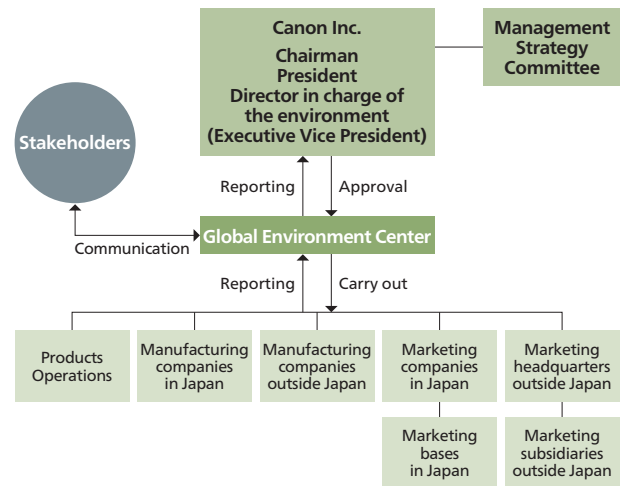 Canon Inc.
Chairman
President
Director in charge of
the environment
(Executive Vice President)
Management
Strategy
Committee
Stakeholders
Reporting
Approval
Communication
Global Environment Center
Reporting
Carry out
Products
Operations
Manufacturing
companies
in Japan
Manufacturing
companies
outside Japan
Marketing
companies
in Japan
Marketing
headquarters
outside Japan
Marketing
bases
in Japan
Marketing
subsidiaries
outside Japan